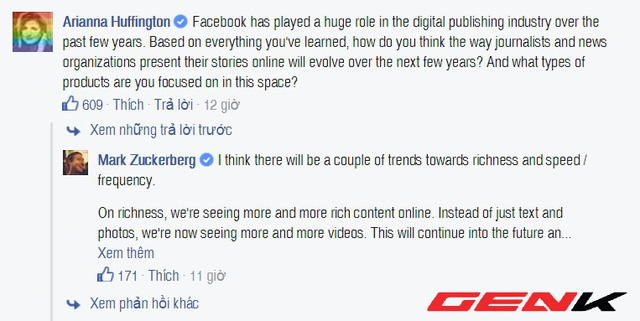 Arianna Huffington Facebook has played a huge role in the digital publishing industry over the
past few years. Based on everything you've learned, how do you think the way journalists and news
organizations present their stories online will evolve over the next few years? And what types of
products are you focused on in this space?
609 · Thích · Trả lời · 12 giờ
Xem những trả lời trước
Mark Zuckerberg I think there will be a couple of trends towards richness and speed /
frequency.
On richness, we're seeing more and more rich content online. Instead of just text and
photos, we're now seeing more and more videos. This will continue into the future an...
Xem thêm
171 · Thích · 11 giờ
Xem phản hồi khác
GENK